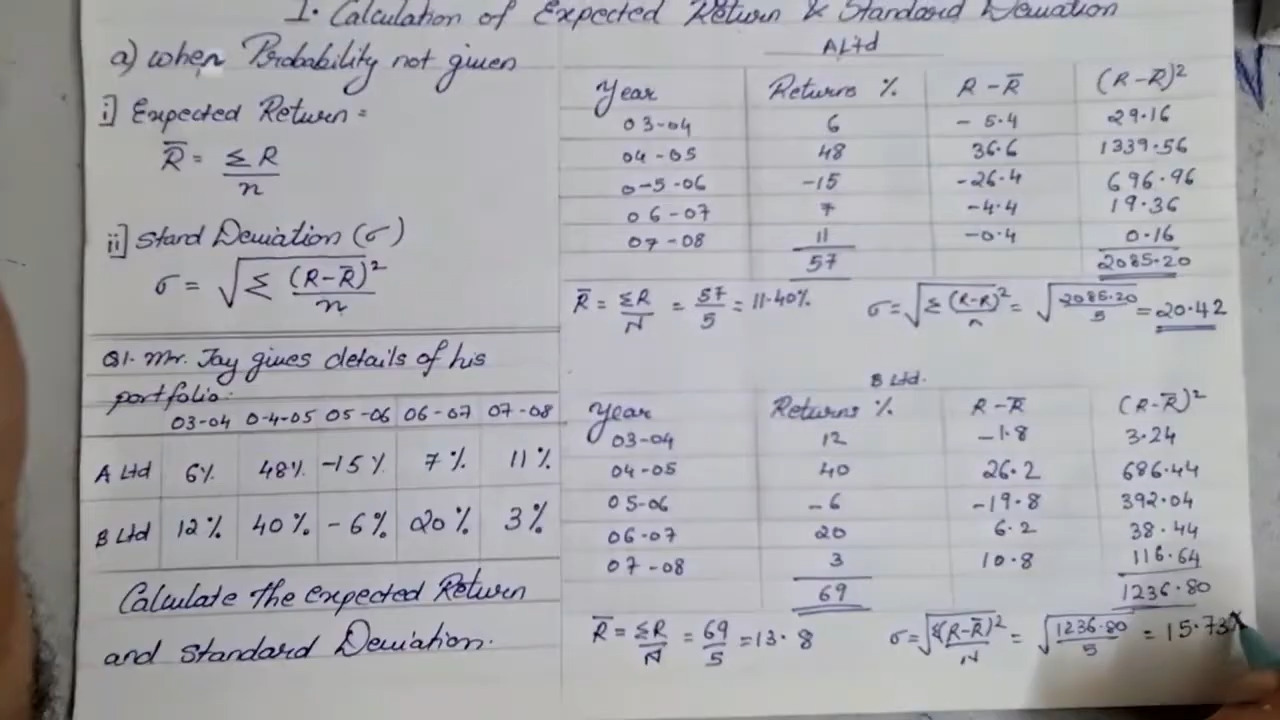 I. Calculation of Expected Return & Standard Deviation
a) when Probability not given
i] Expected Return =
R̅ = ΣR
n
ii] Stard Deviation (σ)
σ = √Σ (R-R̅)²
n
Q1. Mr. Jay gives details of his
portfolio.
03-04 0-4-05 05-06 06-07 07-08
A Ltd 6% 48% -15% 7% 11%
B Ltd 12% 40% -6% 20% 3%
Calculate the expected Return
and standard Deviation.
A Ltd
Year Returns % R-R̅ (R-R̅)²
03-04 6 -5.4 29.16
04-05 48 36.6 1339.56
0-5-06 -15 -26.4 696.96
06-07 7 -4.4 19.36
07-08 11 -0.4 0.16
57 2085.20
R̅ = ΣR/N = 57/5 = 11.40% σ = √Σ(R-R̅)²/n = √2085.20/5 = 20.42
B Ltd.
Year Returns % R-R̅ (R-R̅)²
03-04 12 -1.8 3.24
04-05 40 26.2 686.44
05-06 -6 -19.8 392.04
06-07 20 6.2 38.44
07-08 3 10.8 116.64
69 1236.80
R̅ = ΣR/N = 69/5 = 13.8 σ = √Σ(R-R̅)²/N = √1236.80/5 = 15.73%